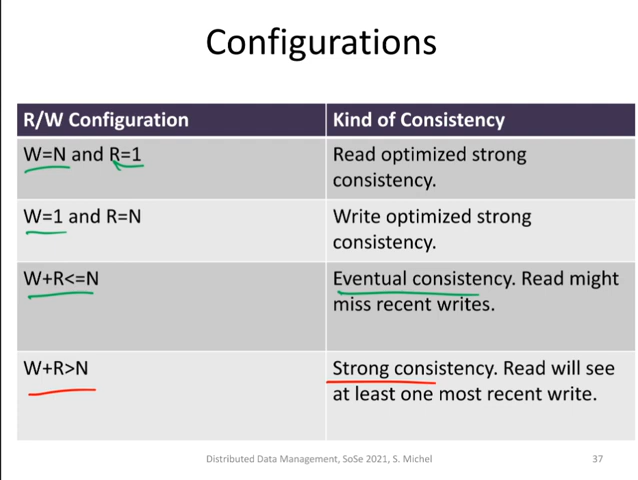 Configurations
R/W Configuration
Kind of Consistency
W=N and R=1
Read optimized strong
consistency.
W=1 and R=N
Write optimized strong
consistency.
W+R<=N
Eventual consistency. Read might
miss recent writes.
W+R>N
Strong consistency. Read will see
at least one most recent write.
Distributed Data Management, SoSe 2021, S. Michel
37